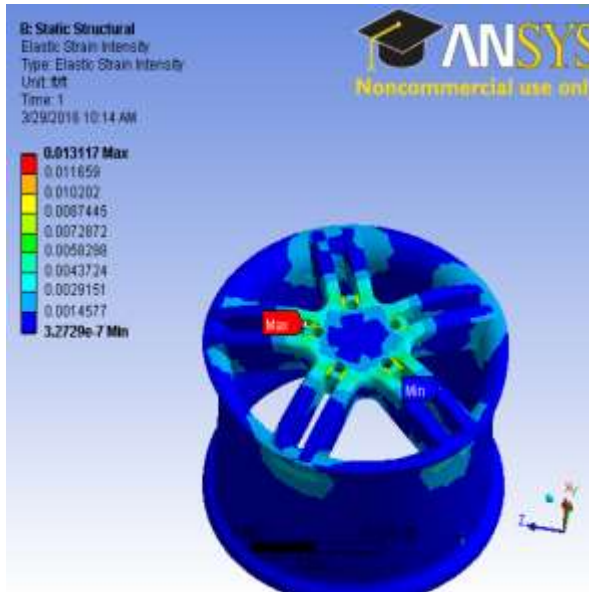 B: Static Structural
Elastic Strain Intensity
Type: Elastic Strain Intensity
Unit: ft/ft
Time: 1
3/29/2016 10:14 AM
ANSYS
Noncommercial use onl
0.013117 Max
0.011659
0.010202
0.0087445
0.0072872
0.0058298
0.0043724
0.0029151
0.0014577
3.2729e-7 Min
Max
Min
Y
Z